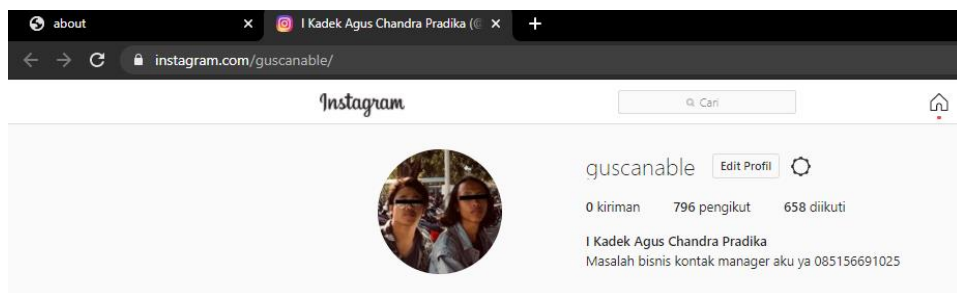 about
I Kadek Agus Chandra Pradika (
instagram.com/guscanable/
Instagram
Cari
guscanable Edit Profil
0 kiriman 796 pengikut 658 diikuti
I Kadek Agus Chandra Pradika
Masalah bisnis kontak manager aku ya 085156691025